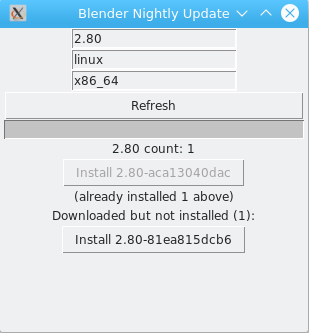 Blender Nightly Update
2.80
linux
x86_64
Refresh
2.80 count: 1
Install 2.80-aca13040dac
(already installed 1 above)
Downloaded but not installed (1):
Install 2.80-81ea815dcb6